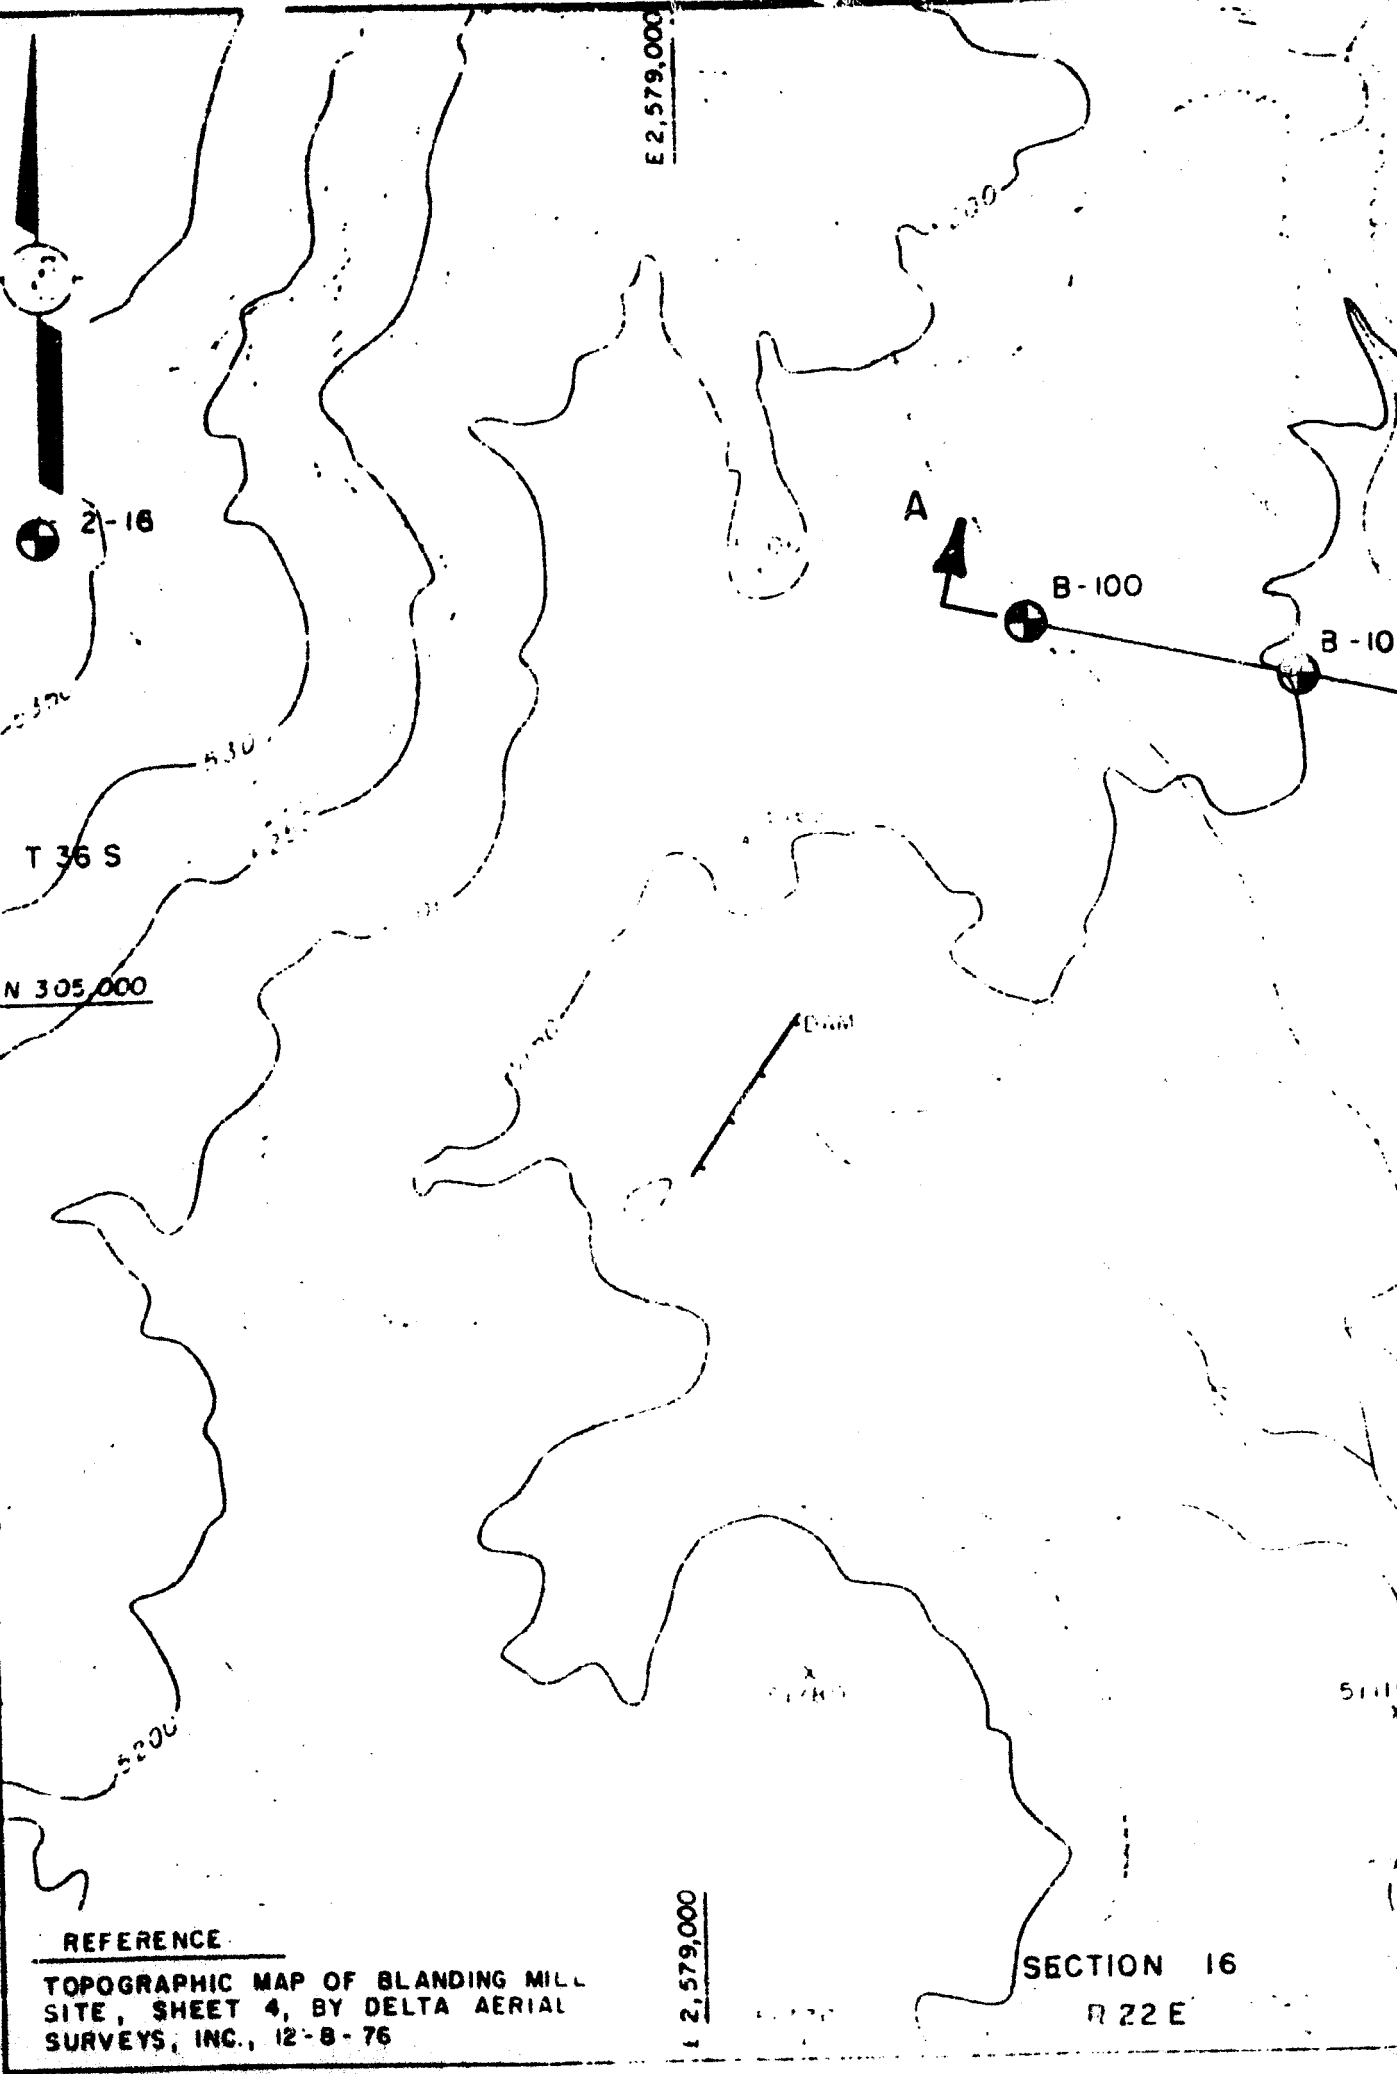 E 2,579,000
A
2-16
B-100
B-10
T 36 S
N 305,000
DAM
5200
REFERENCE
TOPOGRAPHIC MAP OF BLANDING MILL
SITE, SHEET 4, BY DELTA AERIAL
SURVEYS, INC., 12-8-76
E 2,579,000
SECTION 16
R 22 E